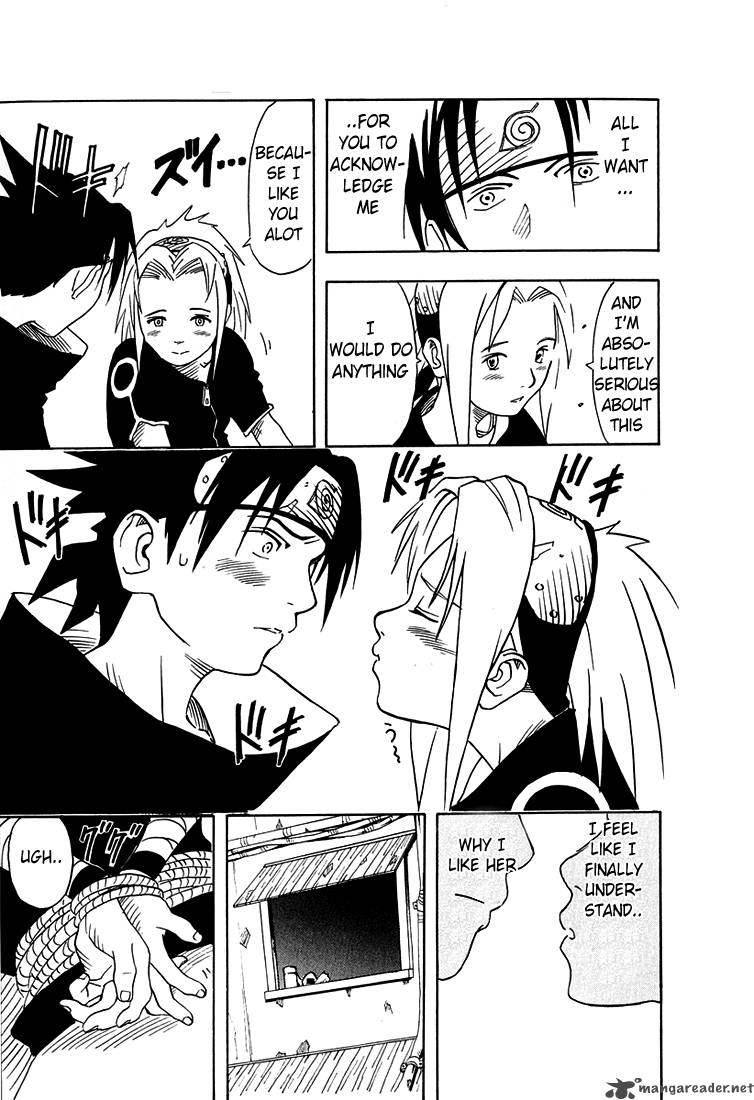 ALL
I
WANT
...
..FOR
YOU TO
ACKNOW-
LEDGE
ME
AND
I'M
ABSO-
LUTELY
SERIOUS
ABOUT
THIS
I
WOULD DO
ANYTHING
BECAU-
SE I LIKE
YOU
ALOT
ズイ...
ドキ
ドキ
ドキ
ドキ
ドキ
う〜
I FEEL
LIKE I
FINALLY
UNDER-
STAND..
WHY I
LIKE HER
UGH..
グググ
mangareader.net